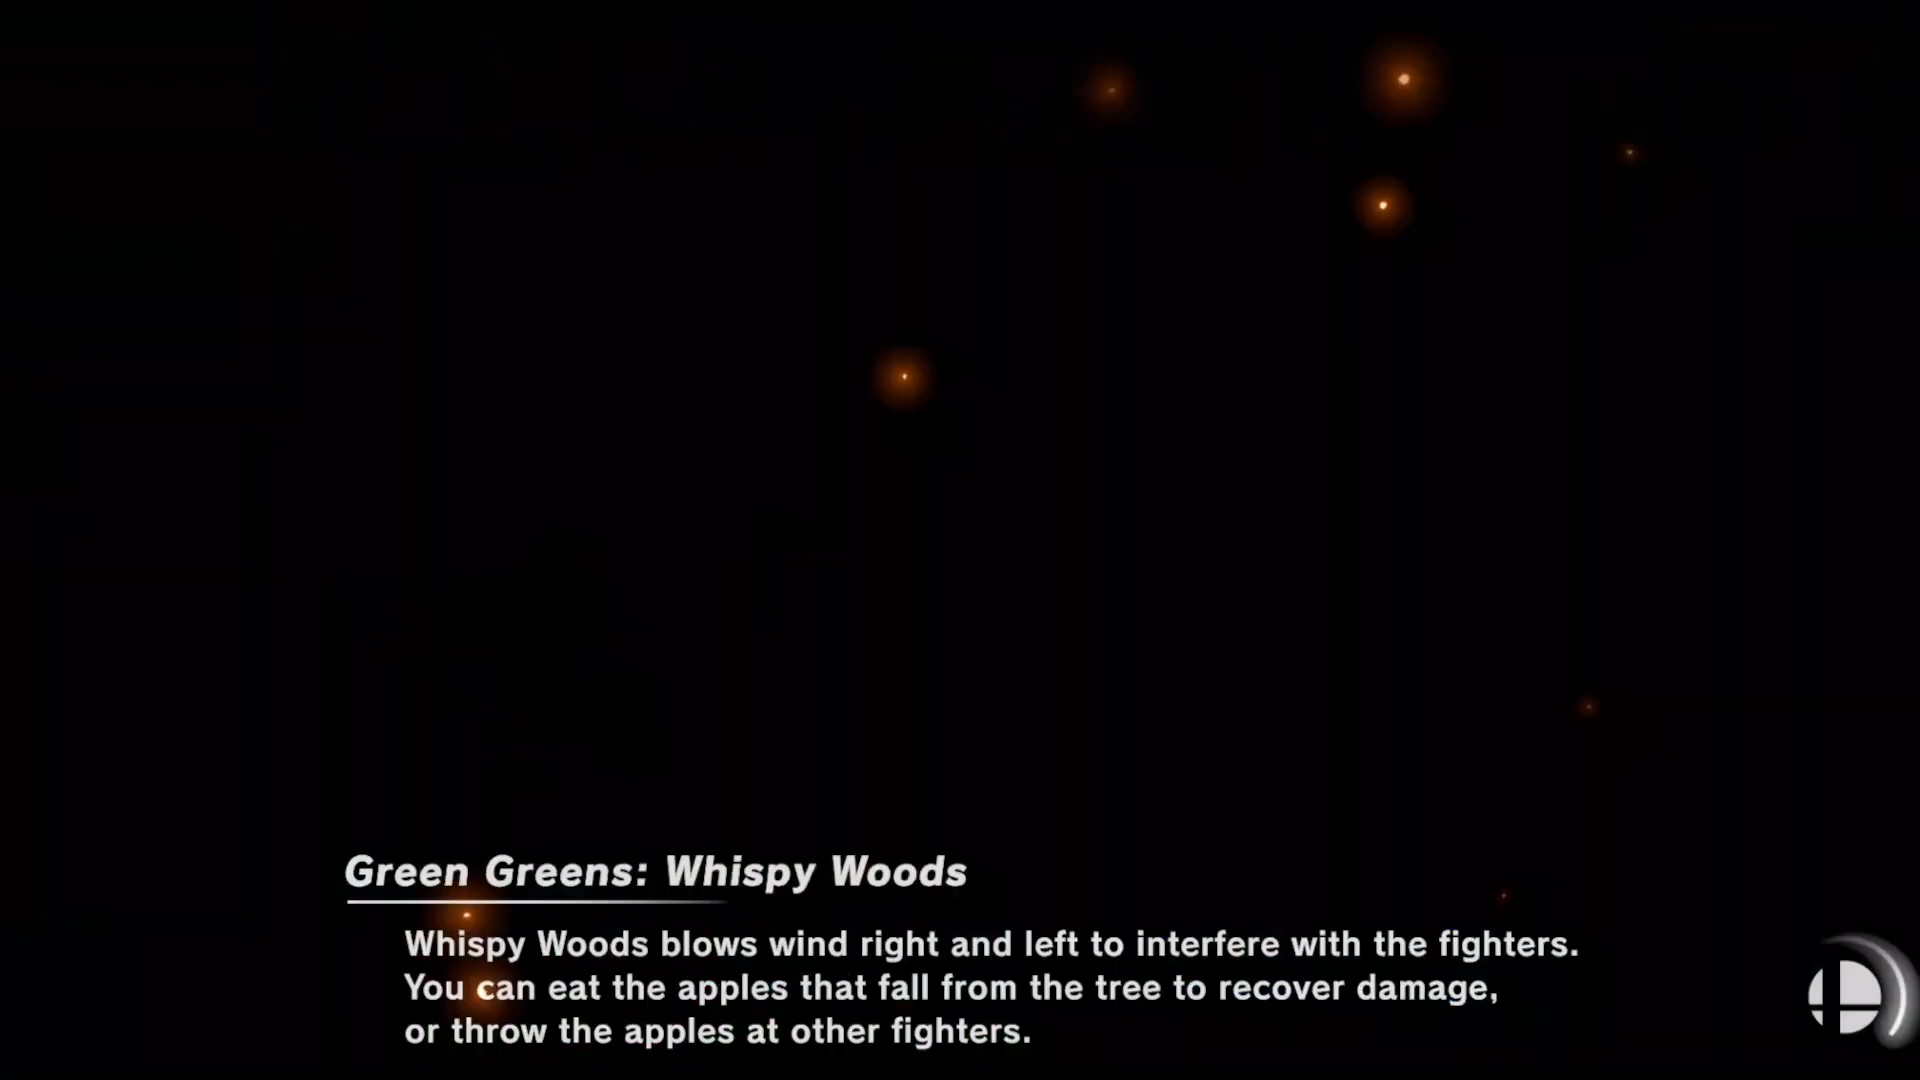 Green Greens: Whispy Woods
Whispy Woods blows wind right and left to interfere with the fighters.
You can eat the apples that fall from the tree to recover damage,
or throw the apples at other fighters.